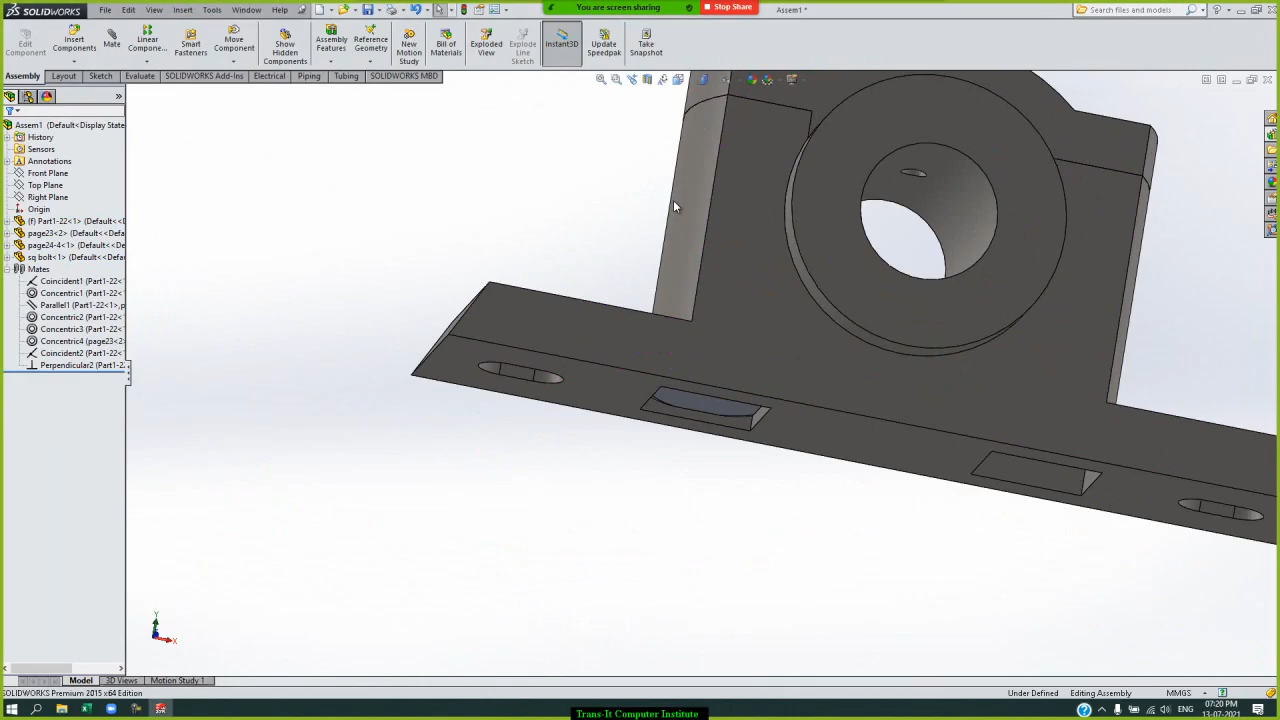 SOLIDWORKS
File Edit View Insert Tools Window Help
You are screen sharing
Stop Share
Assem1 *
Search files and models
Edit Component
Insert Components
Mate
Linear Compone...
Smart Fasteners
Move Component
Show Hidden Components
Assembly Features
Reference Geometry
New Motion Study
Bill of Materials
Exploded View
Explode Line Sketch
Instant3D
Update Speedpak
Take Snapshot
Assembly Layout Sketch Evaluate SOLIDWORKS Add-Ins Electrical Piping Tubing SOLIDWORKS MBD
Assem1 (Default<Display State
History
Sensors
Annotations
Front Plane
Top Plane
Right Plane
Origin
(f) Part1-22<1> (Default<<D
page23<2> (Default<<Defau
page24-4<1> (Default<<Defa
sq bolt<1> (Default<<Defau
Mates
Coincident1 (Part1-22<
Concentric1 (Part1-22<
Parallel1 (Part1-22<1>,p
Concentric2 (Part1-22<
Concentric3 (Part1-22<
Concentric4 (page23<2>
Coincident2 (Part1-22<
Perpendicular2 (Part1-2
Y
X
Model 3D Views Motion Study 1
SOLIDWORKS Premium 2015 x64 Edition
Under Defined Editing Assembly MMGS
ENG
07:20 PM
13-07-2021
Trans-It Computer Institute